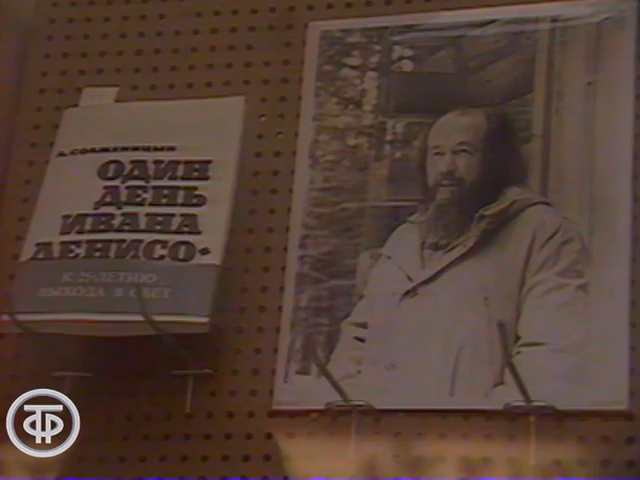 А. СОЛЖЕНИЦЫН
ОДИН
ДЕНЬ
ИВАНА
ДЕНИСО-
К 25-ЛЕТИЮ
ВЫХОДА В СВЕТ